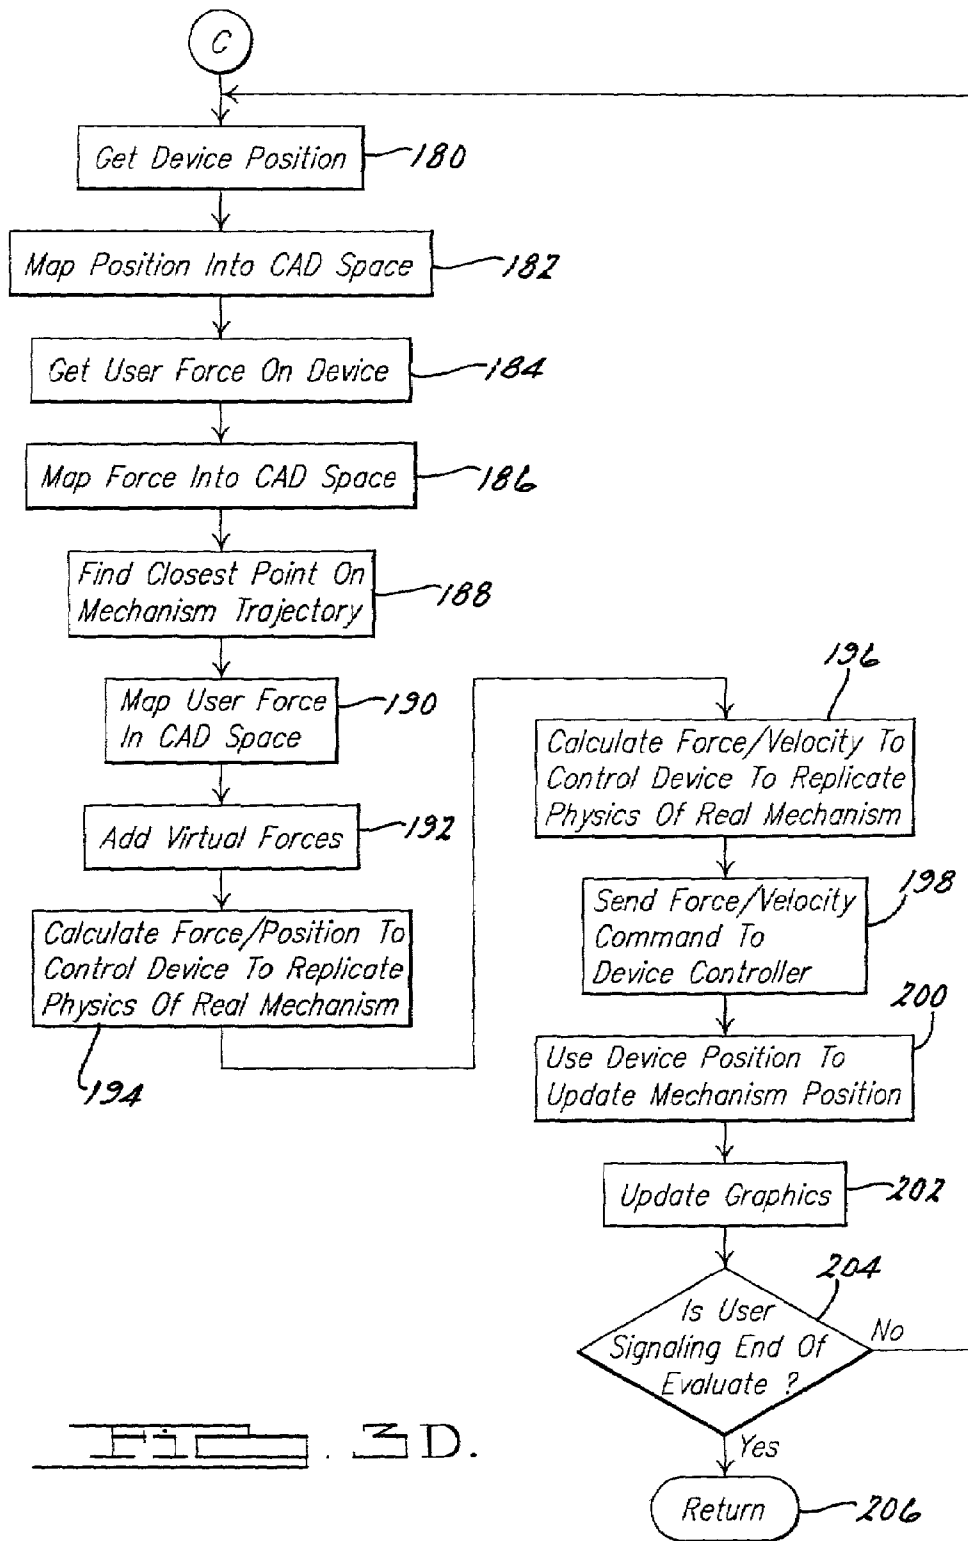 C
Get Device Position
180
Map Position Into CAD Space
182
Get User Force On Device
184
Map Force Into CAD Space
186
Find Closest Point On
Mechanism Trajectory
188
Map User Force
In CAD Space
190
Add Virtual Forces
192
Calculate Force/Position To
Control Device To Replicate
Physics Of Real Mechanism
194
196
Calculate Force/Velocity To
Control Device To Replicate
Physics Of Real Mechanism
198
Send Force/Velocity
Command To
Device Controller
200
Use Device Position To
Update Mechanism Position
Update Graphics
202
204
Is User
Signaling End Of
Evaluate ?
No
Yes
Return
206
FIG. 3D.